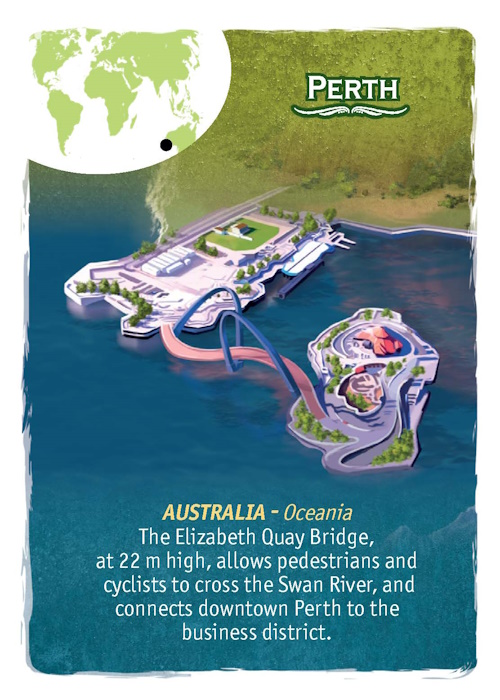 PERTH
AUSTRALIA - Oceania
The Elizabeth Quay Bridge,
at 22 m high, allows pedestrians and
cyclists to cross the Swan River, and
connects downtown Perth to the
business district.